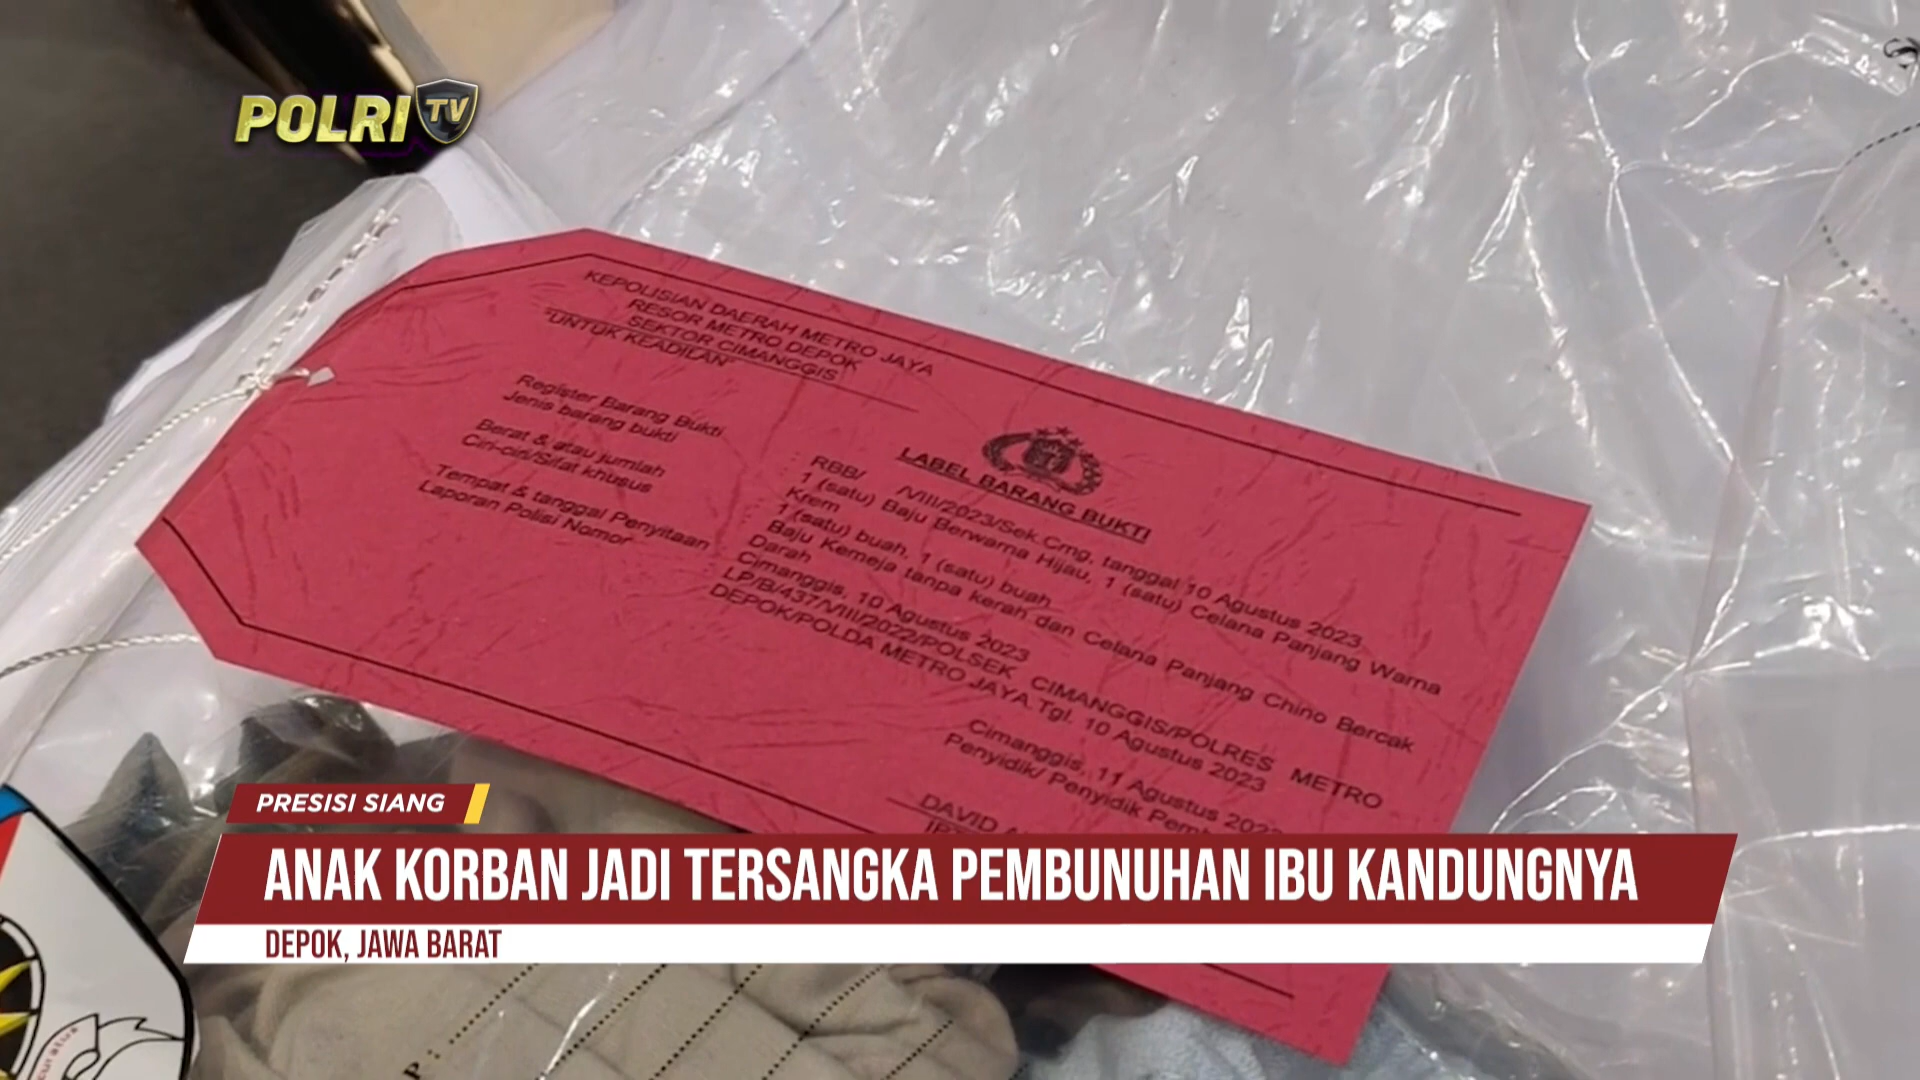 POLRI TV
KEPOLISIAN DAERAH METRO JAYA
RESOR METRO DEPOK
SEKTOR CIMANGGIS
"UNTUK KEADILAN"
LABEL BARANG BUKTI
Register Barang Bukti
Jenis barang bukti
Berat & atau jumlah
Ciri-ciri/Sifat khusus
Tempat & tanggal Penyitaan
Laporan Polisi Nomor
: RBB/ /VIII/2023/Sek.Cmg, tanggal 10 Agustus 2023
1 (satu) Baju Berwarna Hijau, 1 (satu) Celana Panjang Warna
Krem
1 (satu) buah, 1 (satu) buah
Baju Kemeja tanpa kerah dan Celana Panjang Chino Bercak
Darah
Cimanggis, 10 Agustus 2023
LP/B/437/VIII/2022/POLSEK CIMANGGIS/POLRES METRO
DEPOK/POLDA METRO JAYA.Tgl. 10 Agustus 2023
Cimanggis, 11 Agustus
Penyidik/ Penyidik
DAVID
PRESISI SIANG
ANAK KORBAN JADI TERSANGKA PEMBUNUHAN IBU KANDUNGNYA
DEPOK, JAWA BARAT